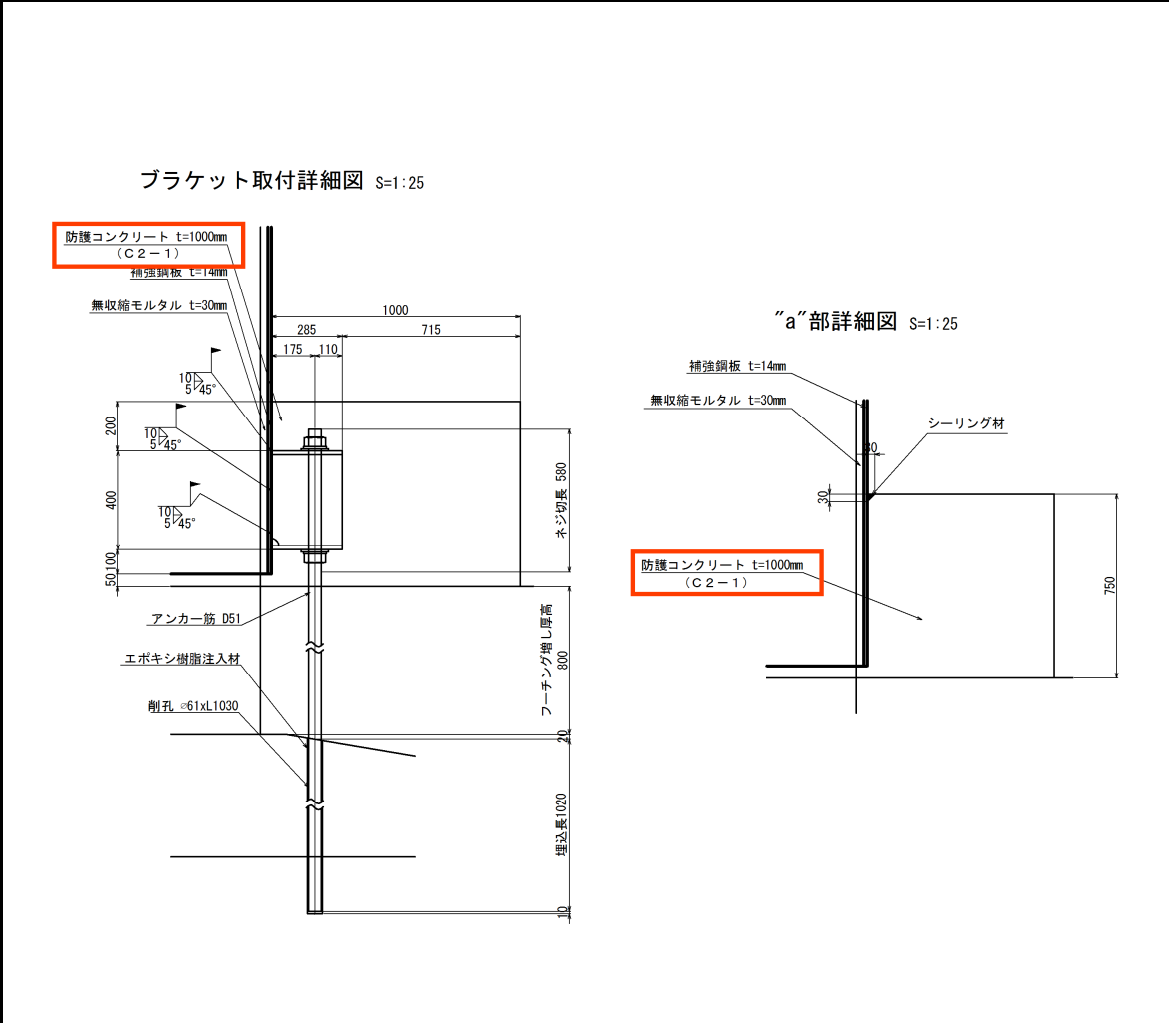 ブラケット取付詳細図 S=1:25
防護コンクリート t=1000mm
(C2-1)
補強鋼板 t=14mm
無収縮モルタル t=30mm
1000
285
715
175
110
10
5
45°
10
5
45°
10
5
45°
200
400
100
50
ネジ切長 580
アンカー筋 D51
エポキシ樹脂注入材
削孔 ∅61xL1030
フーチング増し厚高
800
20
埋込長1020
10
"a"部詳細図 S=1:25
補強鋼板 t=14mm
無収縮モルタル t=30mm
シーリング材
30
30
防護コンクリート t=1000mm
(C2-1)
750